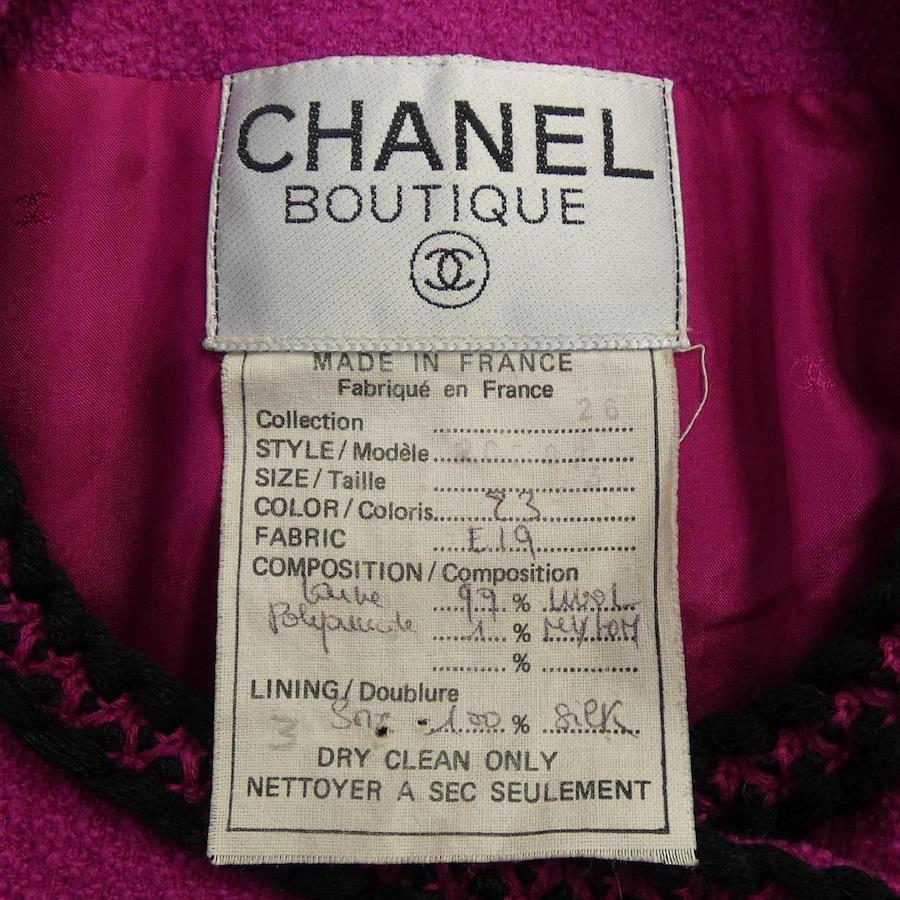 CHANEL
BOUTIQUE
MADE IN FRANCE
Fabriqué en France
Collection 26
STYLE/Modèle
SIZE/Taille
COLOR/Coloris 73
FABRIC E19
COMPOSITION/Composition
Laine 99 % WOOL
Polyamide 1 % NYLON
%
LINING/Doublure
Soie 100 % SILK
DRY CLEAN ONLY
NETTOYER A SEC SEULEMENT